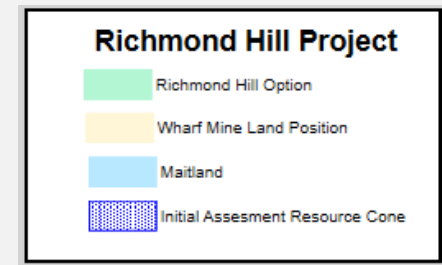 Richmond Hill Project
Richmond Hill Option
Wharf Mine Land Position
Maitland
Initial Assesment Resource Cone